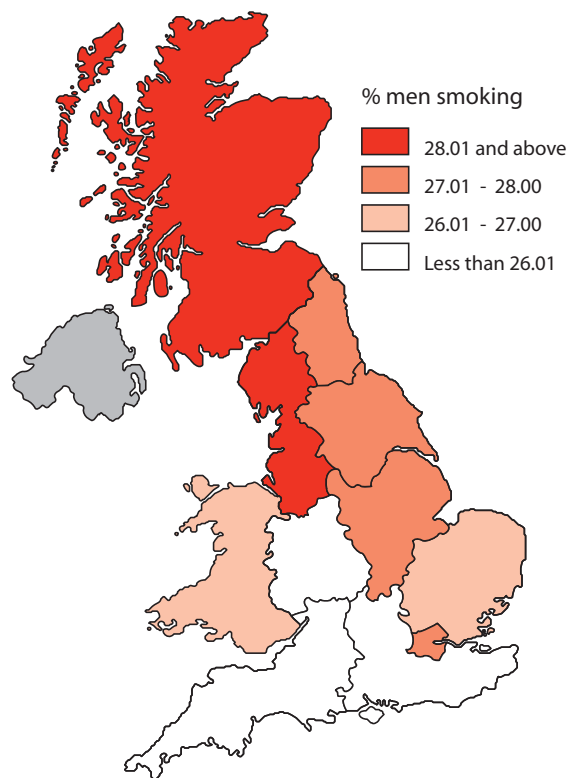 % men smoking
28.01 and above
27.01 - 28.00
26.01 - 27.00
Less than 26.01